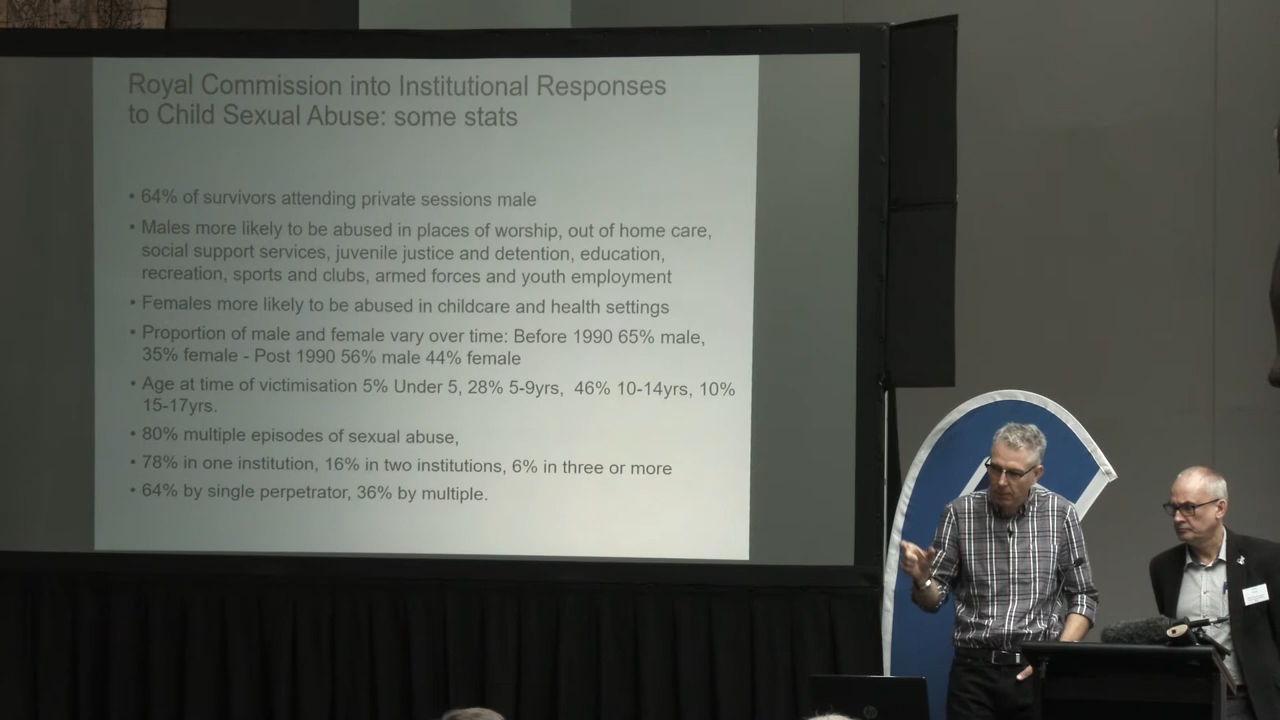 Royal Commission into Institutional Responses
to Child Sexual Abuse: some stats
• 64% of survivors attending private sessions male
• Males more likely to be abused in places of worship, out of home care,
social support services, juvenile justice and detention, education,
recreation, sports and clubs, armed forces and youth employment
• Females more likely to be abused in childcare and health settings
• Proportion of male and female vary over time: Before 1990 65% male,
35% female - Post 1990 56% male 44% female
• Age at time of victimisation 5% Under 5, 28% 5-9yrs, 46% 10-14yrs, 10%
15-17yrs.
• 80% multiple episodes of sexual abuse,
• 78% in one institution, 16% in two institutions, 6% in three or more
• 64% by single perpetrator, 36% by multiple.